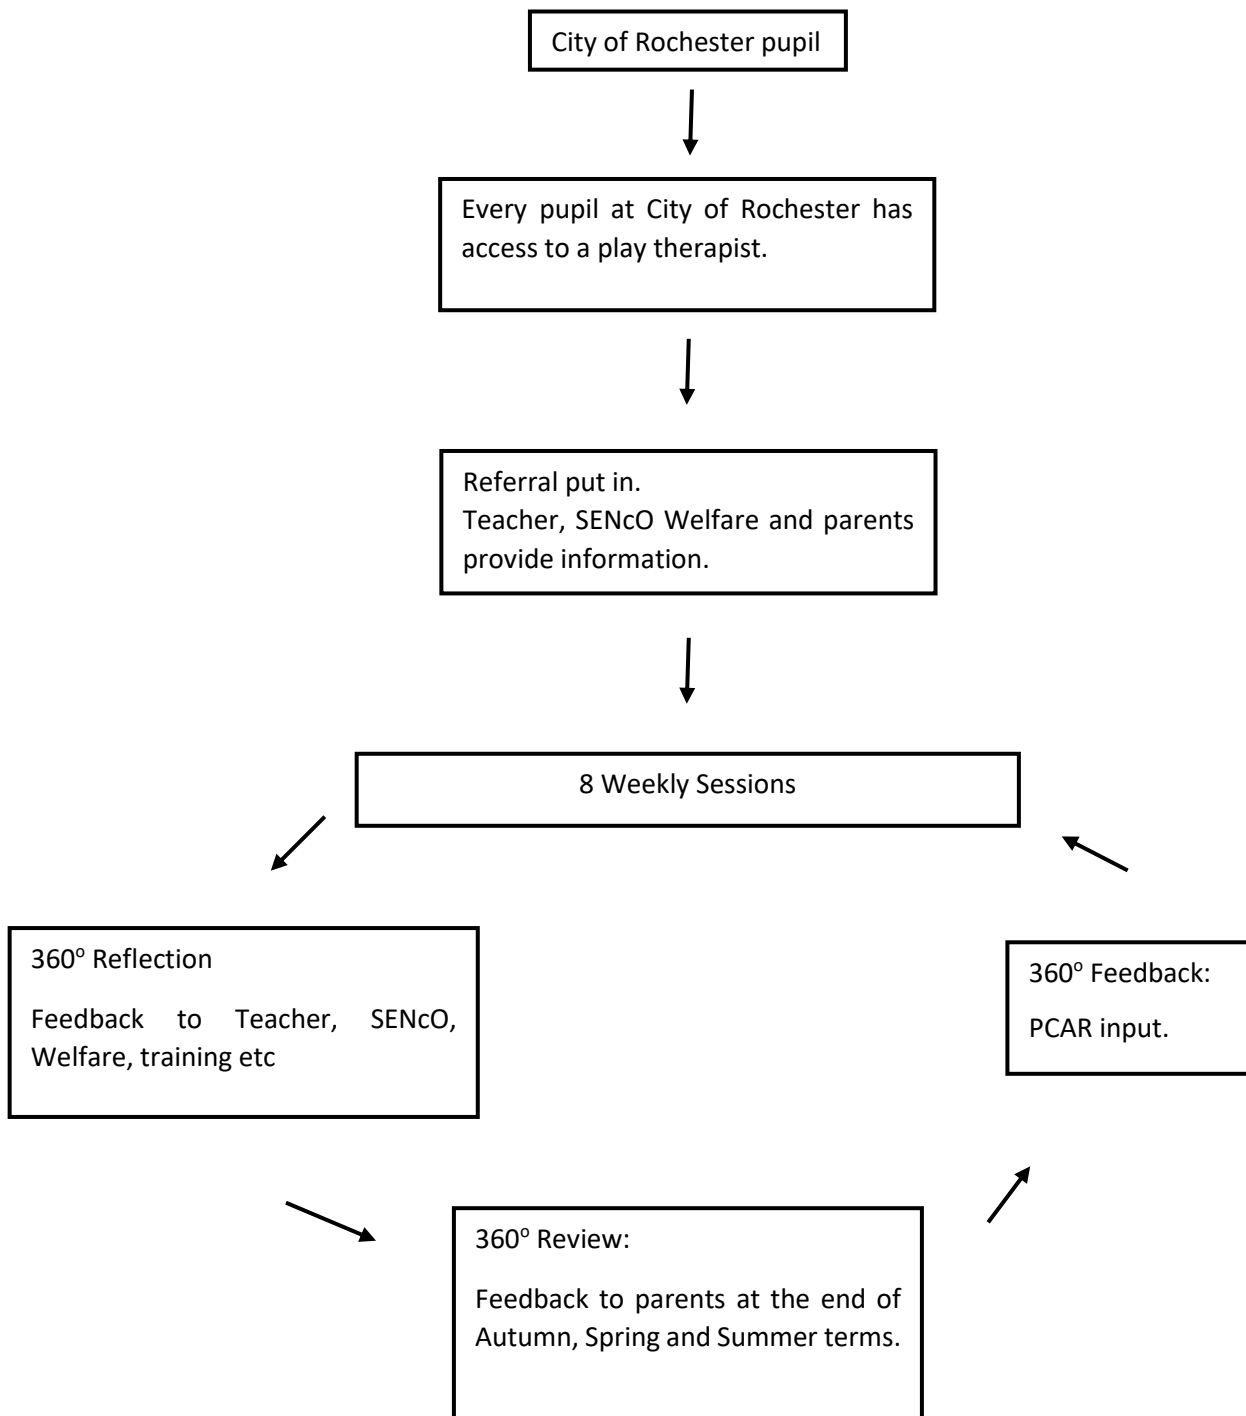 City of Rochester pupil
Every pupil at City of Rochester has
access to a play therapist.
Referral put in.
Teacher, SENcO Welfare and parents
provide information.
8 Weekly Sessions
360° Reflection
Feedback to Teacher, SENcO,
Welfare, training etc
360° Feedback:
PCAR input.
360° Review:
Feedback to parents at the end of
Autumn, Spring and Summer terms.